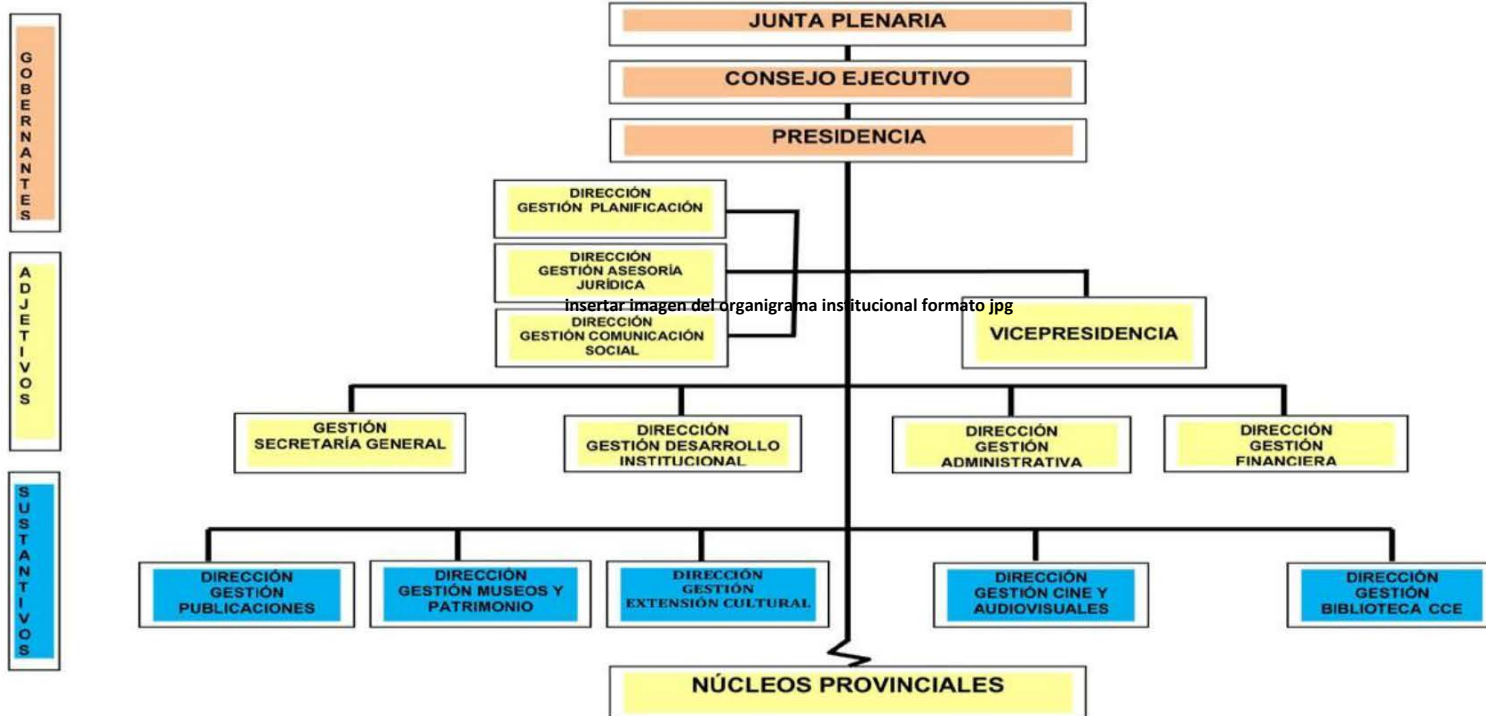 GOBERNANTES
JUNTA PLENARIA
CONSEJO EJECUTIVO
PRESIDENCIA
ADJETIVOS
DIRECCIÓN
GESTIÓN PLANIFICACIÓN
DIRECCIÓN
GESTIÓN ASESORÍA
JURÍDICA
insertar imagen del organigrama institucional formato jpg
DIRECCIÓN
GESTIÓN COMUNICACIÓN
SOCIAL
VICEPRESIDENCIA
GESTIÓN
SECRETARÍA GENERAL
DIRECCIÓN
GESTIÓN DESARROLLO
INSTITUCIONAL
DIRECCIÓN
GESTIÓN
ADMINISTRATIVA
DIRECCIÓN
GESTIÓN
FINANCIERA
SUSTANTIVOS
DIRECCIÓN
GESTIÓN
PUBLICACIONES
DIRECCIÓN
GESTIÓN MUSEOS Y
PATRIMONIO
DIRECCIÓN
GESTIÓN
EXTENSIÓN CULTURAL
DIRECCIÓN
GESTIÓN CINE Y
AUDIOVISUALES
DIRECCIÓN
GESTIÓN
BIBLIOTECA CCE
NÚCLEOS PROVINCIALES